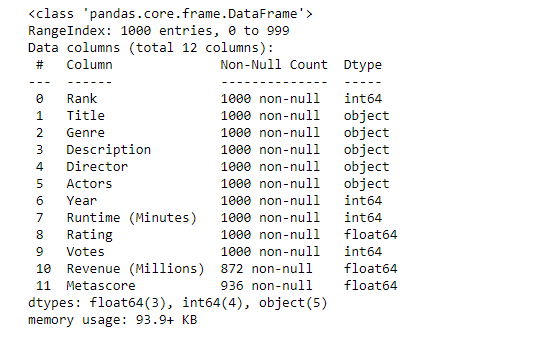 <class 'pandas.core.frame.DataFrame'>
RangeIndex: 1000 entries, 0 to 999
Data columns (total 12 columns):
 #   Column              Non-Null Count  Dtype
---  ------              --------------  -----
 0   Rank                1000 non-null   int64
 1   Title               1000 non-null   object
 2   Genre               1000 non-null   object
 3   Description         1000 non-null   object
 4   Director            1000 non-null   object
 5   Actors              1000 non-null   object
 6   Year                1000 non-null   int64
 7   Runtime (Minutes)   1000 non-null   int64
 8   Rating              1000 non-null   float64
 9   Votes               1000 non-null   int64
 10  Revenue (Millions)  872 non-null    float64
 11  Metascore           936 non-null    float64
dtypes: float64(3), int64(4), object(5)
memory usage: 93.9+ KB